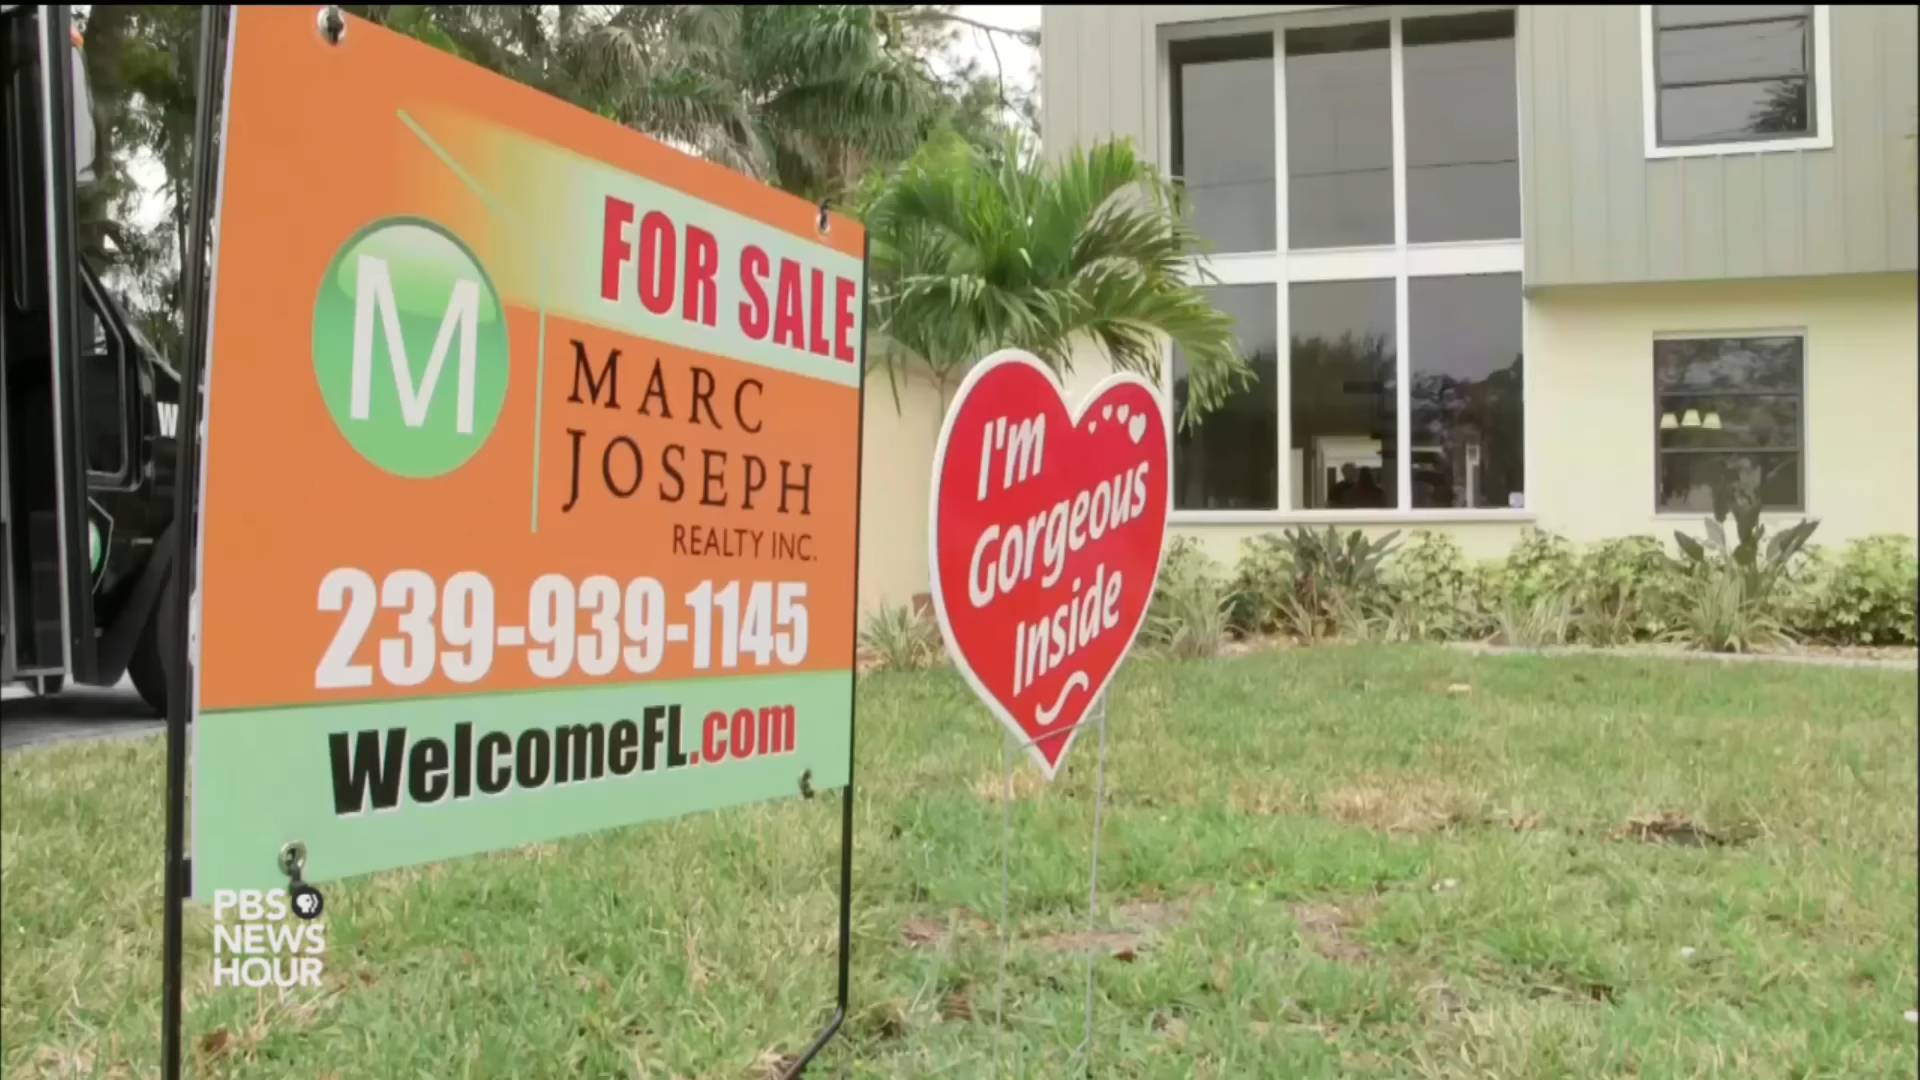 FOR SALE
M
MARC
JOSEPH
REALTY INC.
239-939-1145
WelcomeFL.com
I'm
Gorgeous
Inside
PBS
NEWS
HOUR